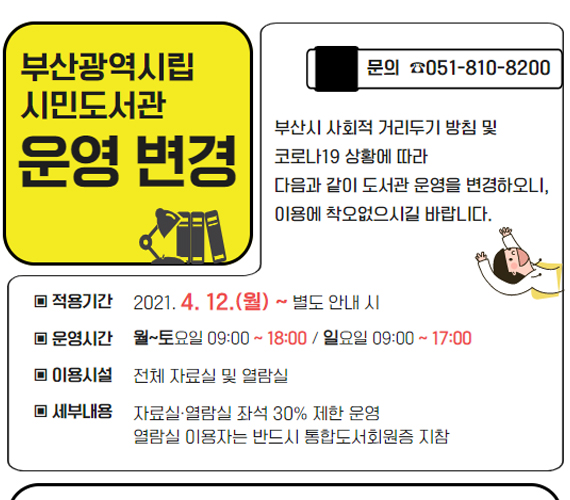 부산광역시립
시민도서관
운영 변경
문의 ☎051-810-8200
부산시 사회적 거리두기 방침 및
코로나19 상황에 따라
다음과 같이 도서관 운영을 변경하오니,
이용에 착오없으시길 바랍니다.
▣ 적용기간 2021. 4. 12.(월) ~ 별도 안내 시
▣ 운영시간 월~토요일 09:00 ~ 18:00 / 일요일 09:00 ~ 17:00
▣ 이용시설 전체 자료실 및 열람실
▣ 세부내용 자료실·열람실 좌석 30% 제한 운영
열람실 이용자는 반드시 통합도서회원증 지참